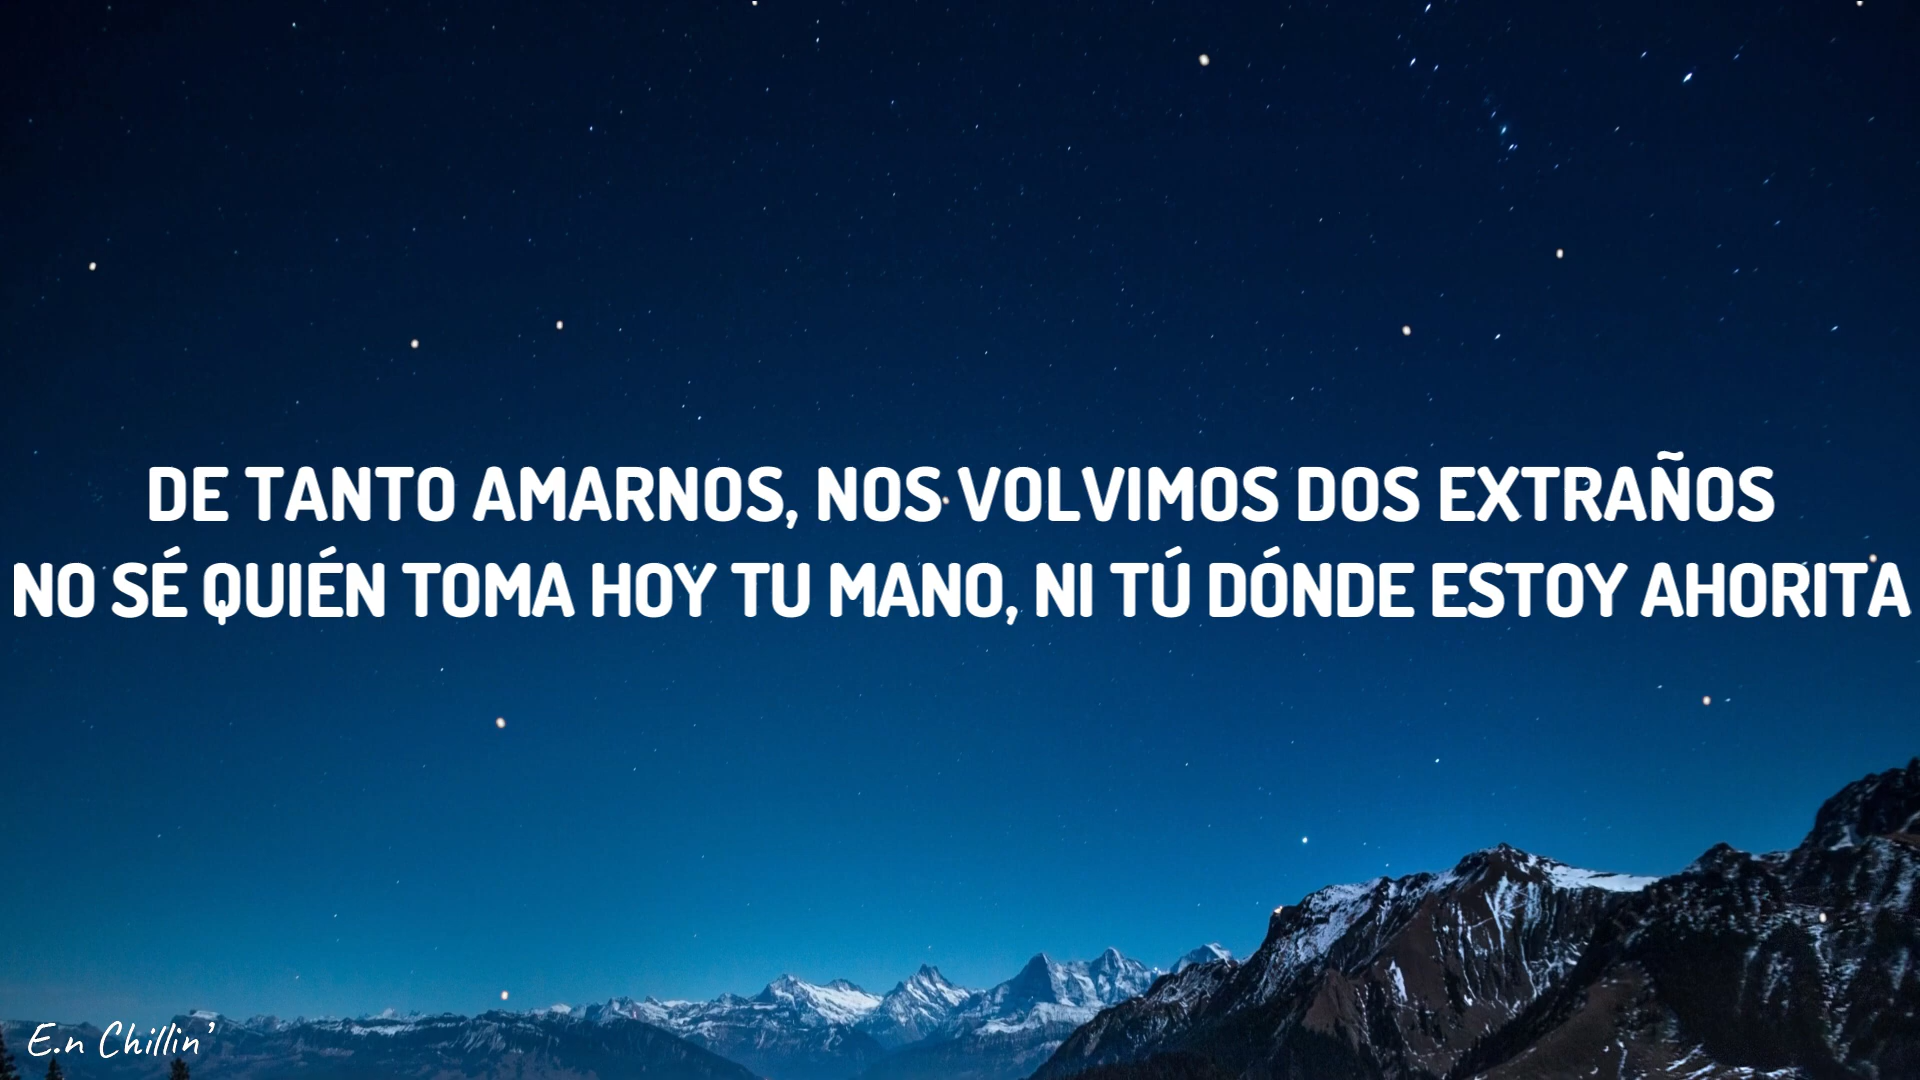 DE TANTO AMARNOS, NOS VOLVIMOS DOS EXTRAÑOS
NO SÉ QUIÉN TOMA HOY TU MANO, NI TÚ DÓNDE ESTOY AHORITA
E.n Chillin'